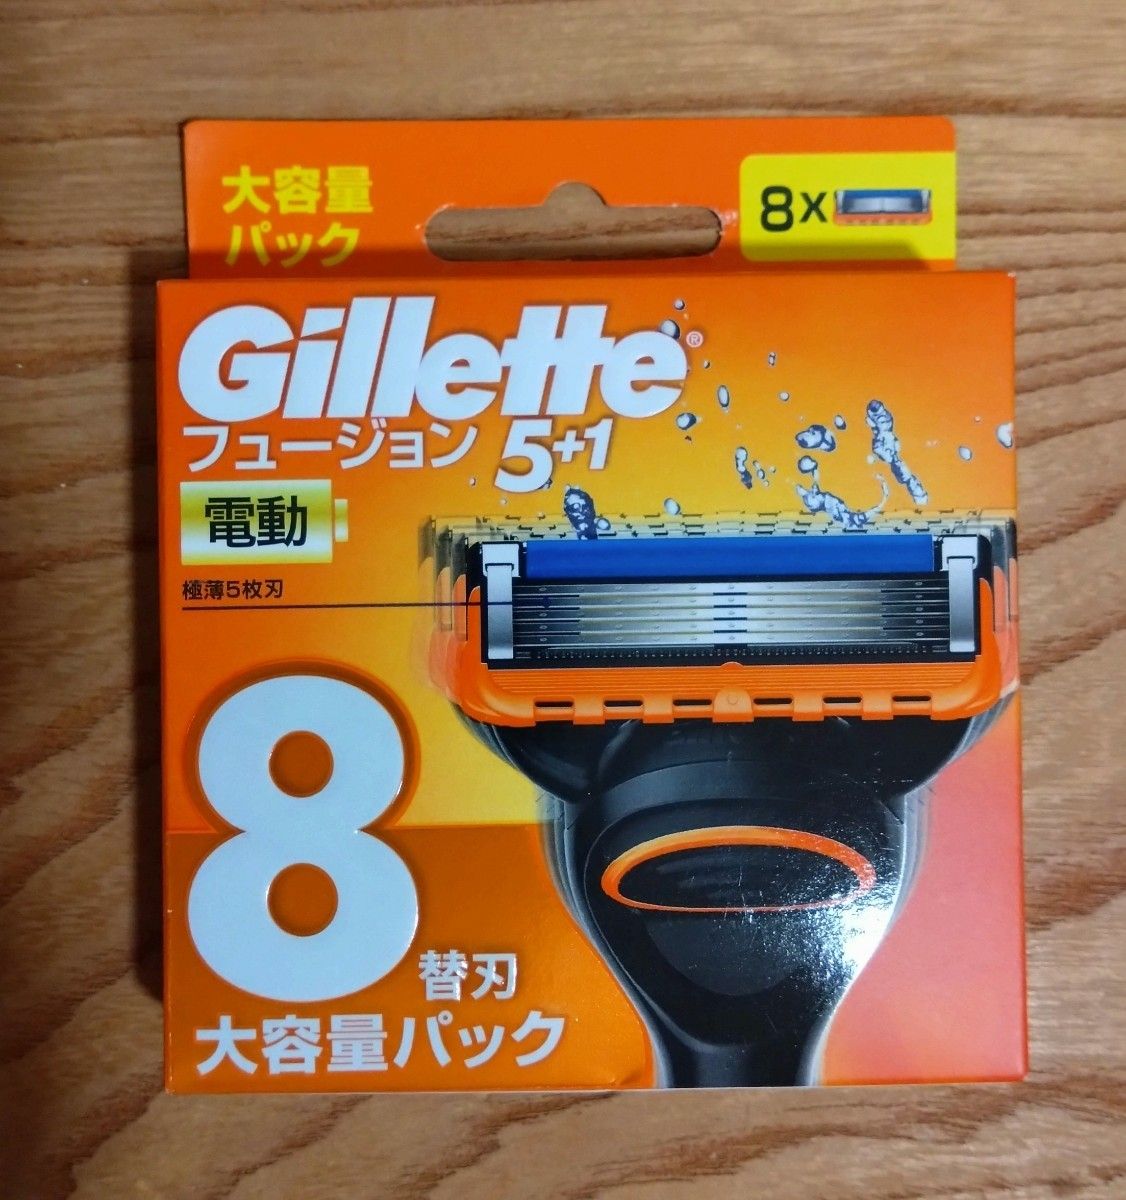 大容量
パック
8x
Gillette®
フュージョン 5+1
電動
極薄5枚刃
8
替刃
大容量パック